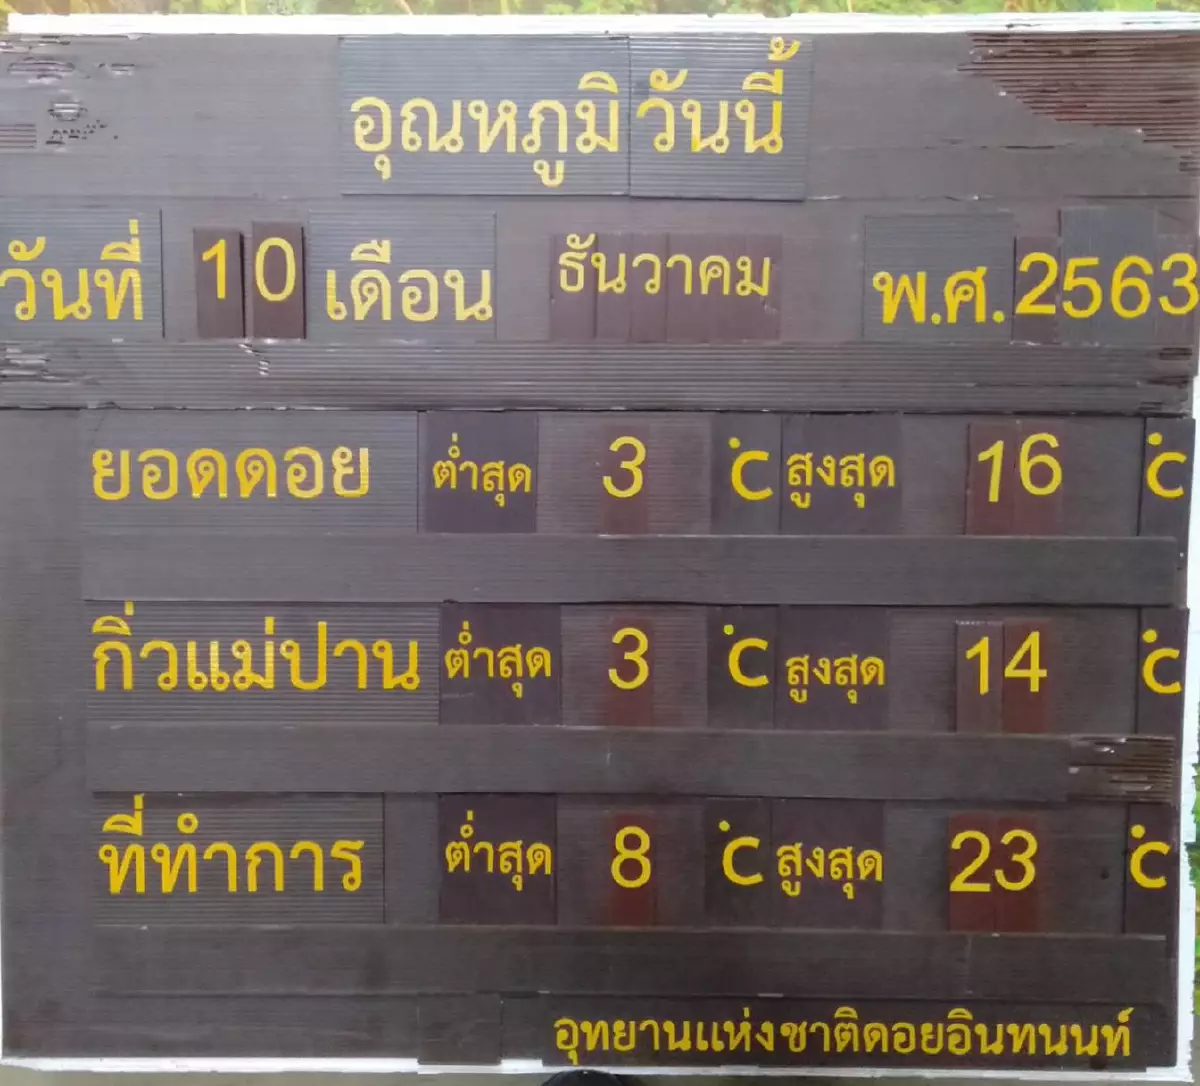 อุณหภูมิวันนี้
วันที่ 10 เดือน ธันวาคม พ.ศ. 2563
ยอดดอย ต่ำสุด 3 °C สูงสุด 16 °C
กิ่วแม่ปาน ต่ำสุด 3 °C สูงสุด 14 °C
ที่ทำการ ต่ำสุด 8 °C สูงสุด 23 °C
อุทยานแห่งชาติดอยอินทนนท์